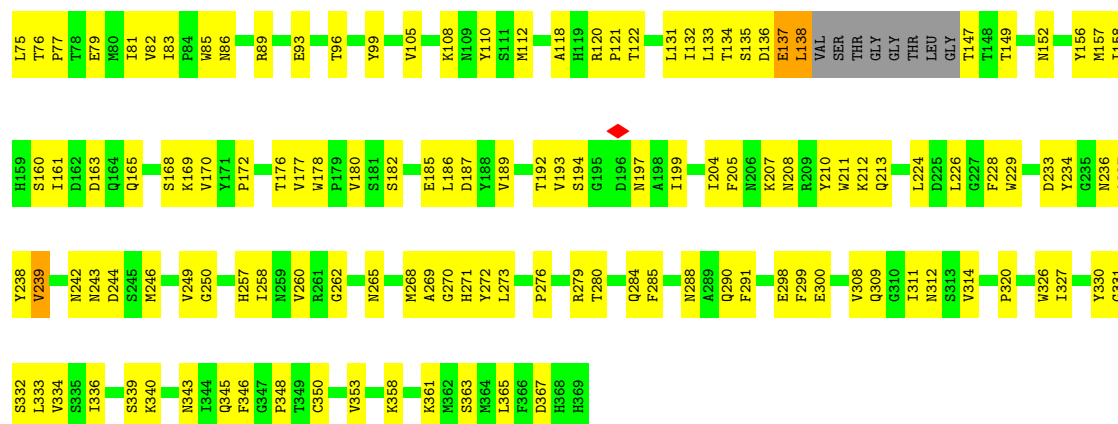 L75 T76 P77 T78 E79 M80 I81 V82 I83 P84 W85 N86 R89 E93 T96 Y99 V105 K108 N109 Y110 S111 M112 A118 H119 R120 P121 T122 L131 I132 L133 T134 S135 D136 E137 L138 VAL SER THR GLY GLY THR LEU GLY T147 T148 T149 N152 Y156 M157 I158
H159 S160 I161 D162 D163 Q164 Q165 S168 K169 V170 Y171 P172 T176 V177 W178 P179 V180 S181 S182 E185 L186 D187 Y188 V189 T192 V193 S194 G195 D196 N197 A198 I199 I204 F205 N206 K207 N208 R209 Y210 W211 K212 Q213 L224 D225 L226 G227 F228 W229 D233 Y234 G235 N236
Y238 V239 N242 N243 D244 S245 M246 V249 G250 H257 I258 N259 V260 R261 G262 N265 M268 A269 G270 H271 Y272 L273 P276 R279 T280 Q284 F285 N288 A289 Q290 F291 E298 F299 E300 V308 Q309 G310 I311 N312 S313 V314 P320 W326 I327 Y330 G331
S332 L333 V334 S335 I336 S339 K340 N343 I344 Q345 F346 G347 P348 T349 C350 V353 K358 K361 M362 S363 M364 L365 F366 D367 H368 H369